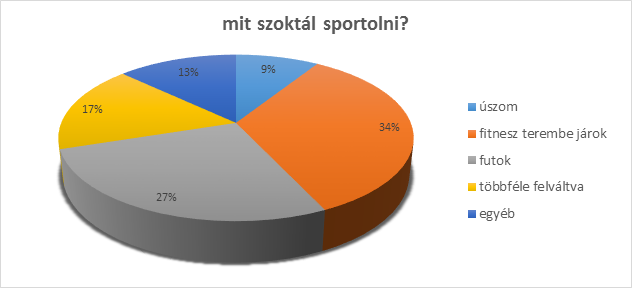 mit szoktál sportolni?
9%
34%
27%
17%
13%
úszom
fitnesz terembe járok
futok
többféle felváltva
egyéb